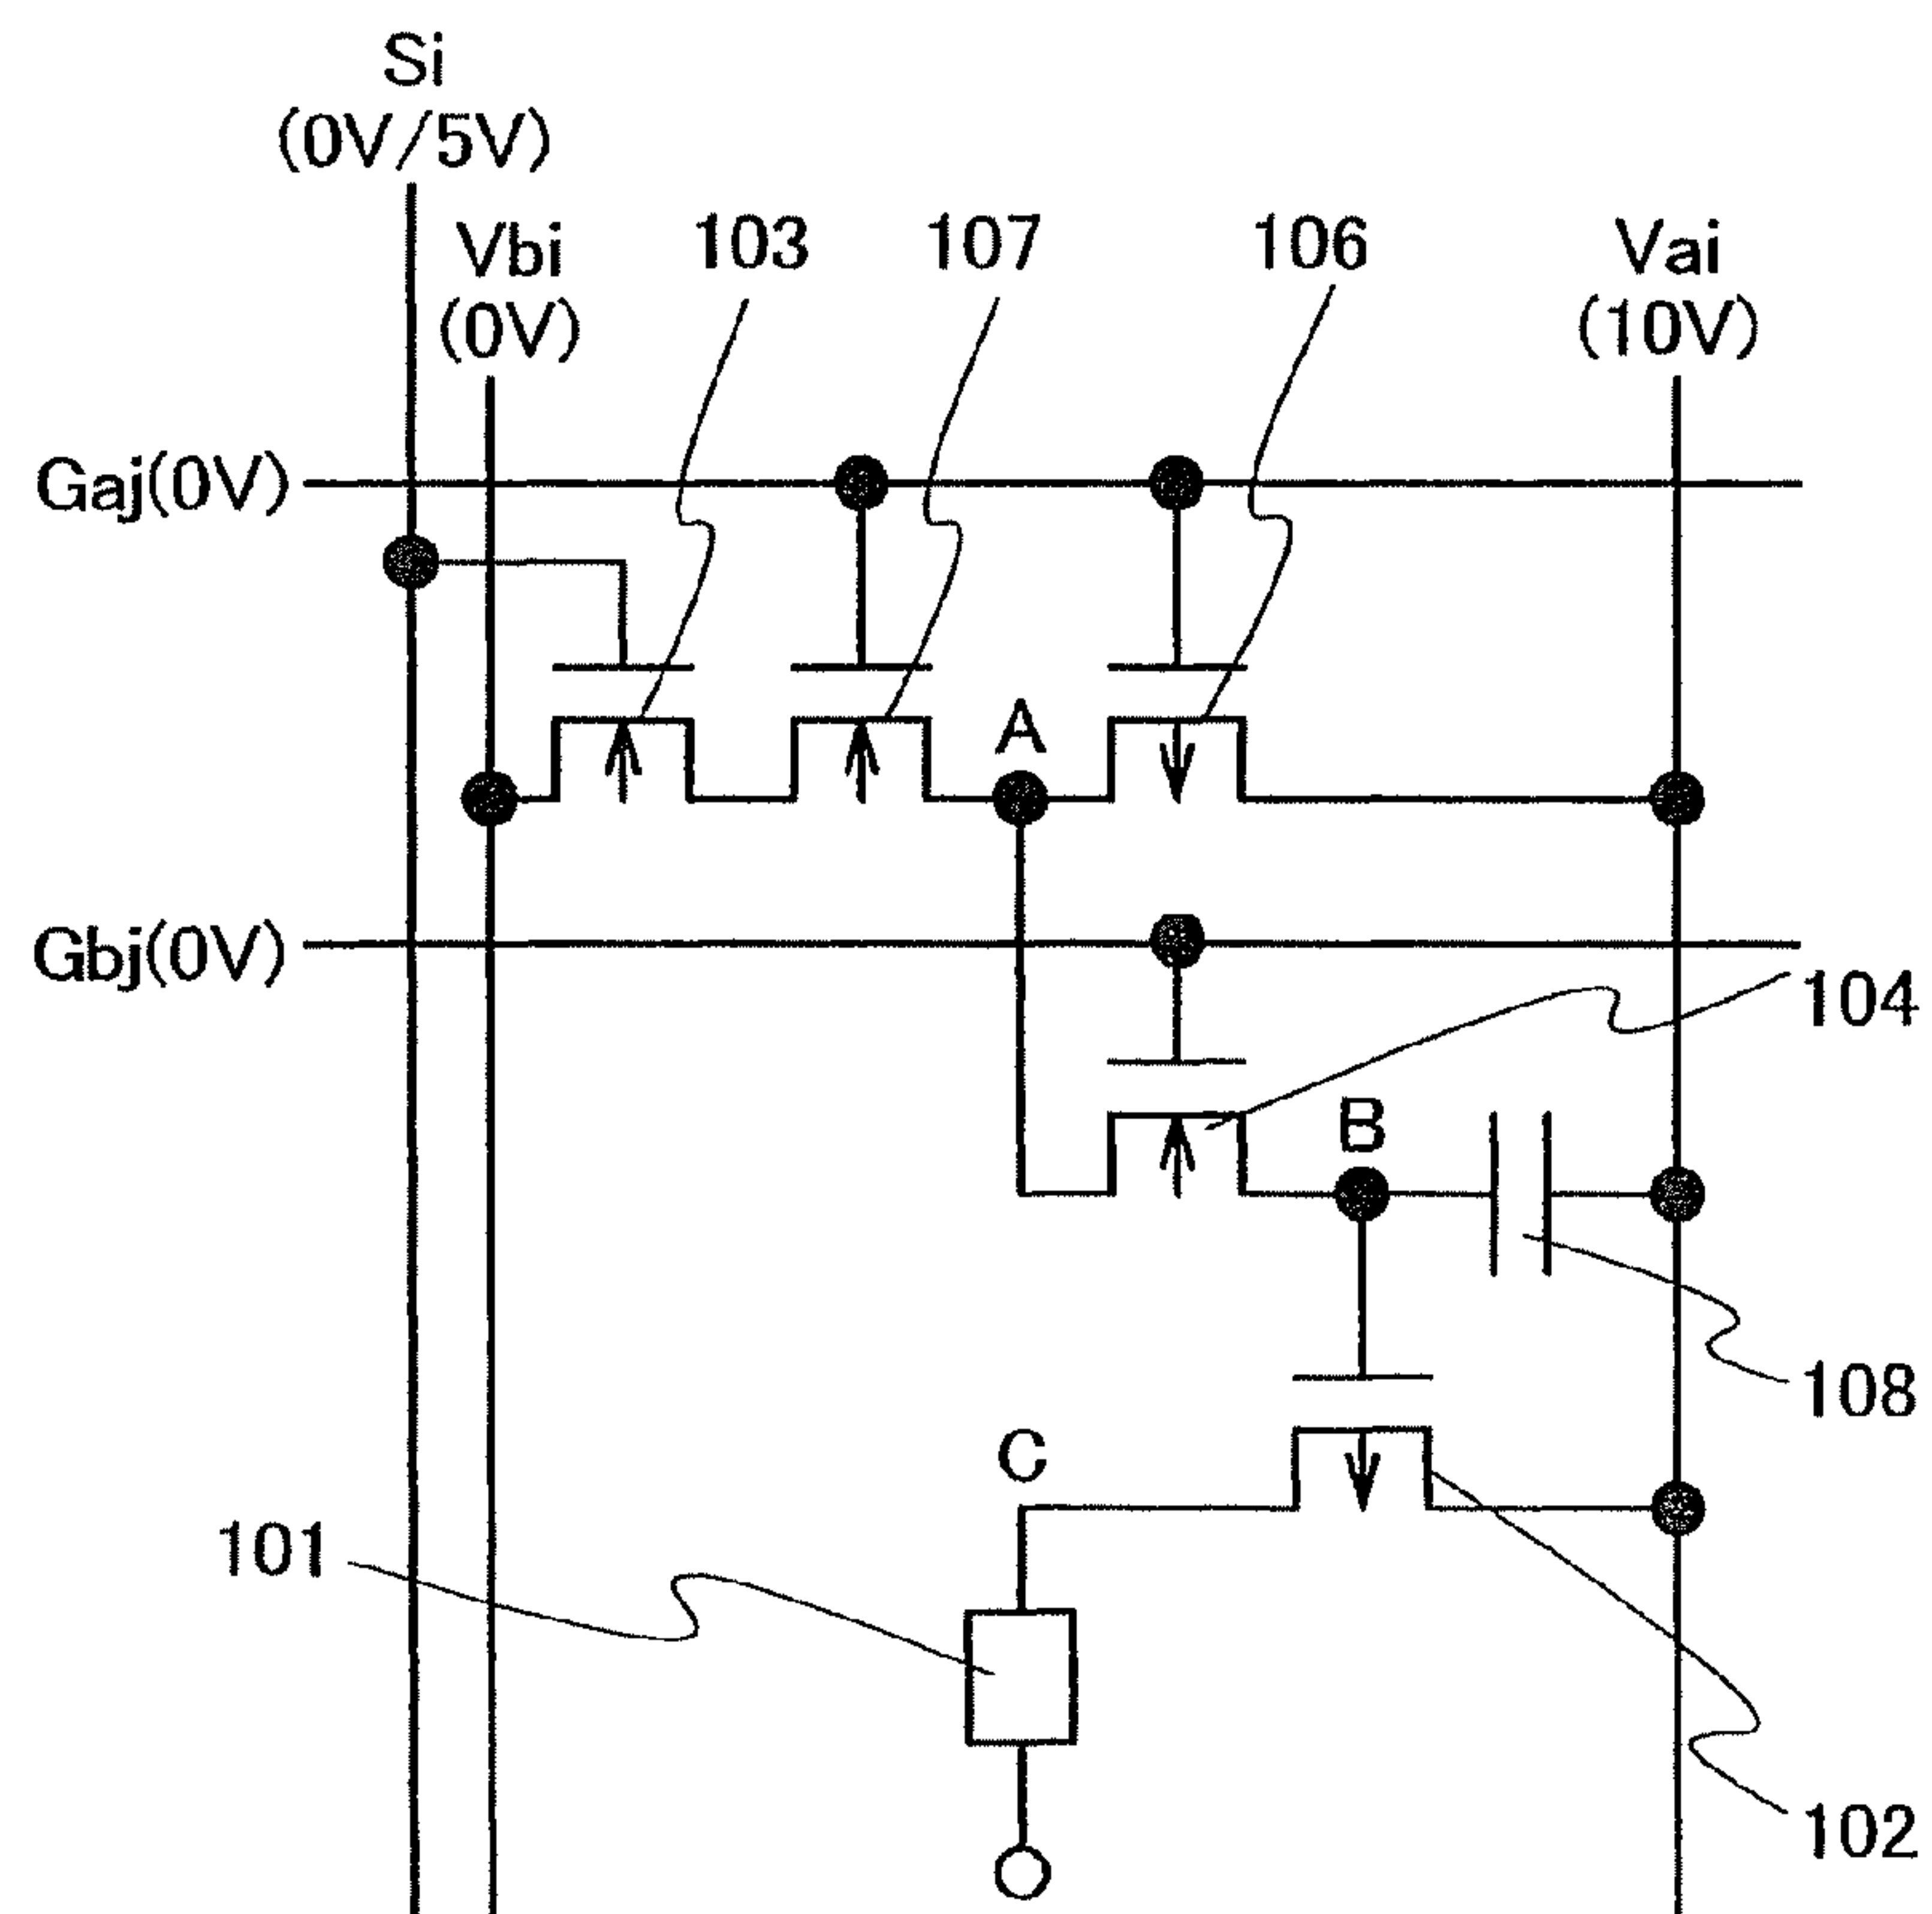 Si
(0V/5V)
Vbi
(0V)
103
107
106
Vai
(10V)
Gaj(0V)
A
Gbj(0V)
104
B
108
C
101
102